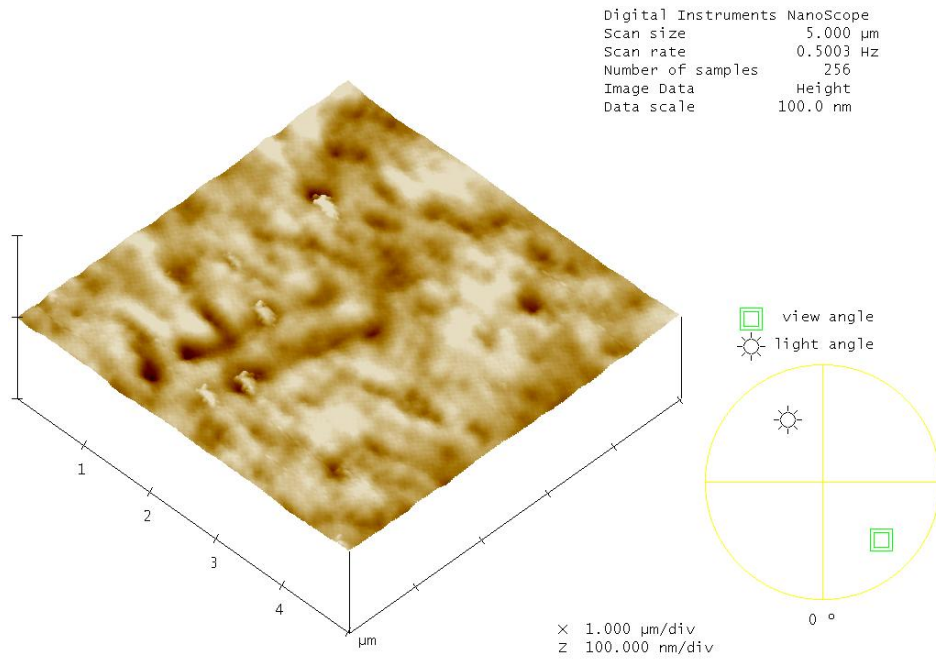 Digital Instruments NanoScope
Scan size 5.000 µm
Scan rate 0.5003 Hz
Number of samples 256
Image Data Height
Data scale 100.0 nm
view angle
light angle
1
2
3
4
µm
X 1.000 µm/div
Z 100.000 nm/div
0 º